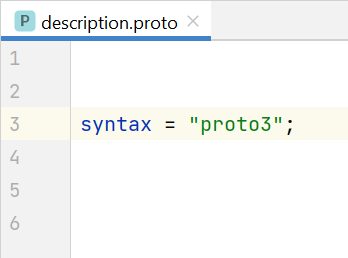 P description.proto
1
2
3 syntax = "proto3";
4
5
6